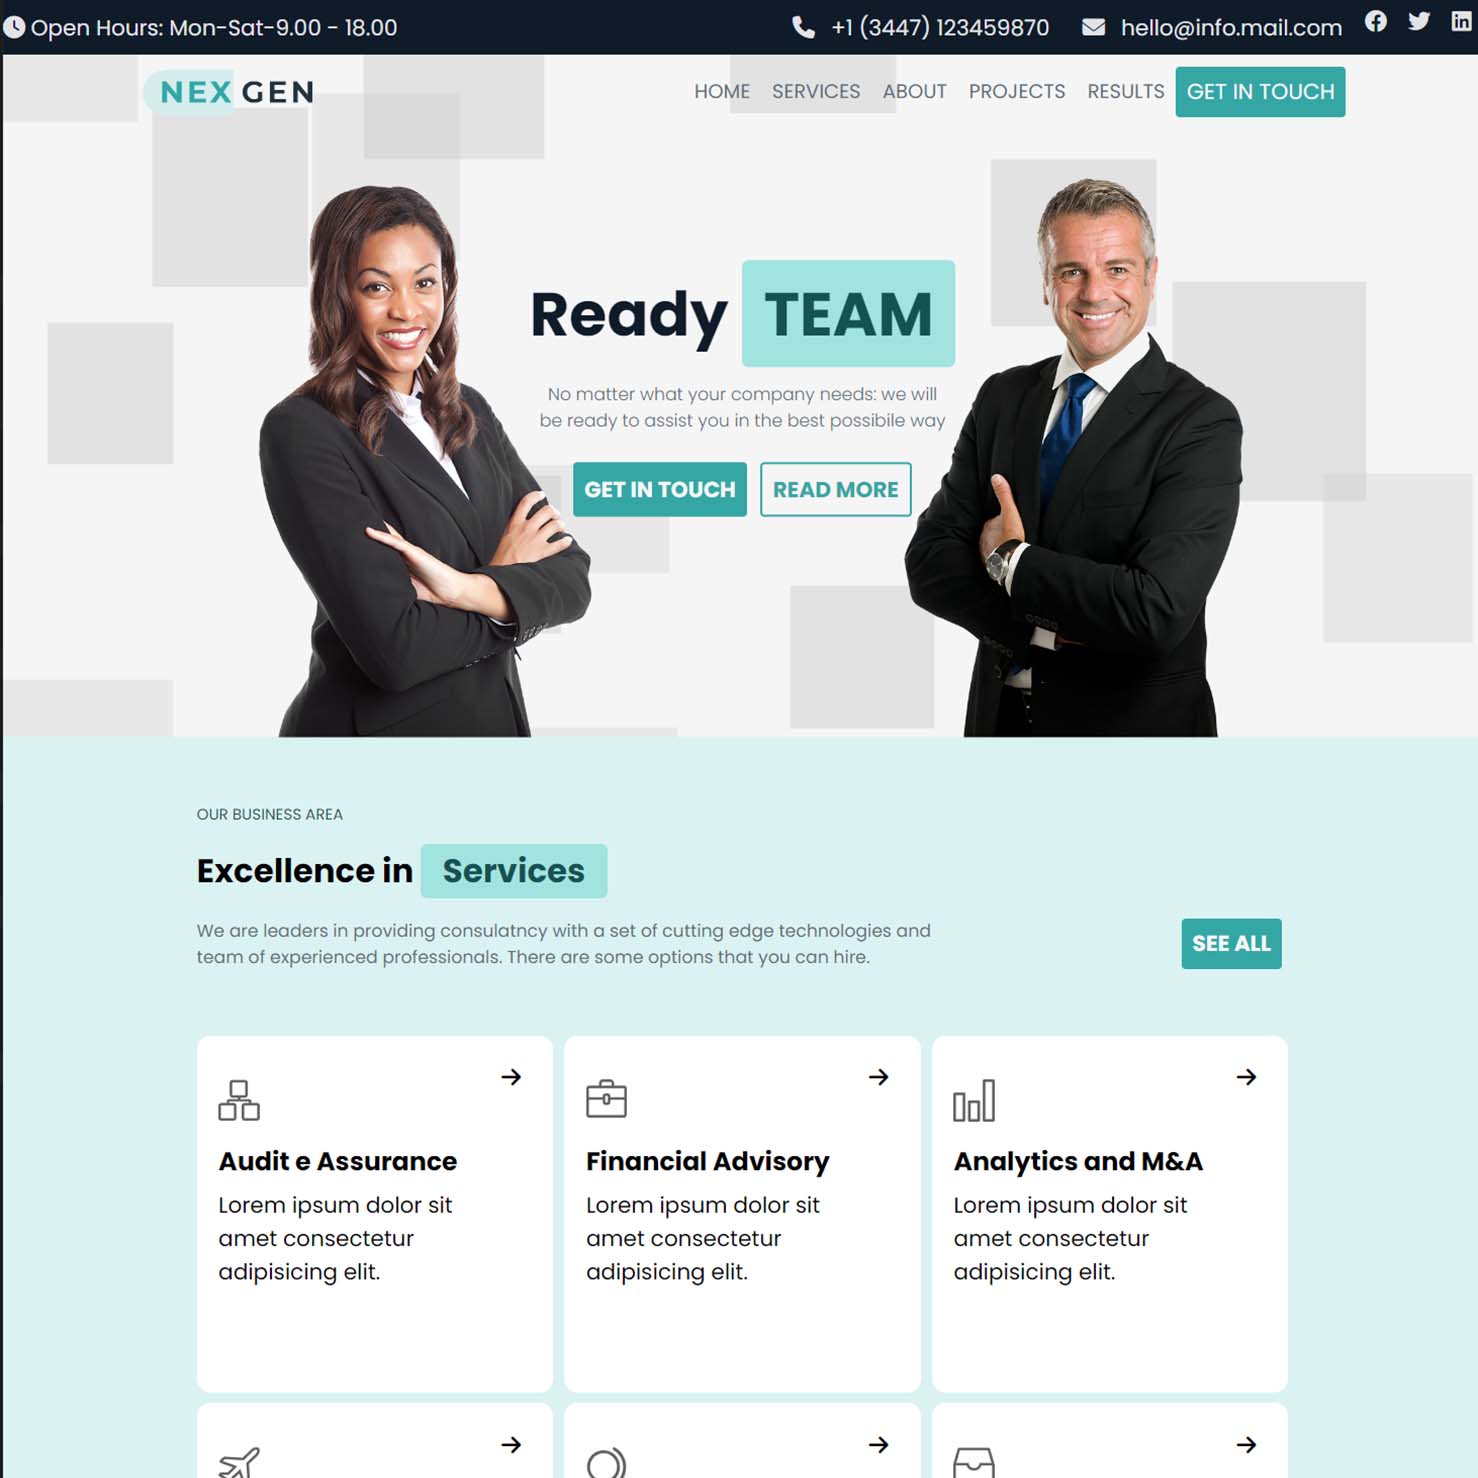 Open Hours: Mon-Sat-9.00 - 18.00
+1 (3447) 123459870
hello@info.mail.com
NEX GEN
HOME SERVICES ABOUT PROJECTS RESULTS GET IN TOUCH
Ready TEAM
No matter what your company needs: we will
be ready to assist you in the best possibile way
GET IN TOUCH READ MORE
OUR BUSINESS AREA
Excellence in Services
We are leaders in providing consulatncy with a set of cutting edge technologies and
team of experienced professionals. There are some options that you can hire.
SEE ALL
Audit e Assurance
Lorem ipsum dolor sit
amet consectetur
adipisicing elit.
Financial Advisory
Lorem ipsum dolor sit
amet consectetur
adipisicing elit.
Analytics and M&A
Lorem ipsum dolor sit
amet consectetur
adipisicing elit.